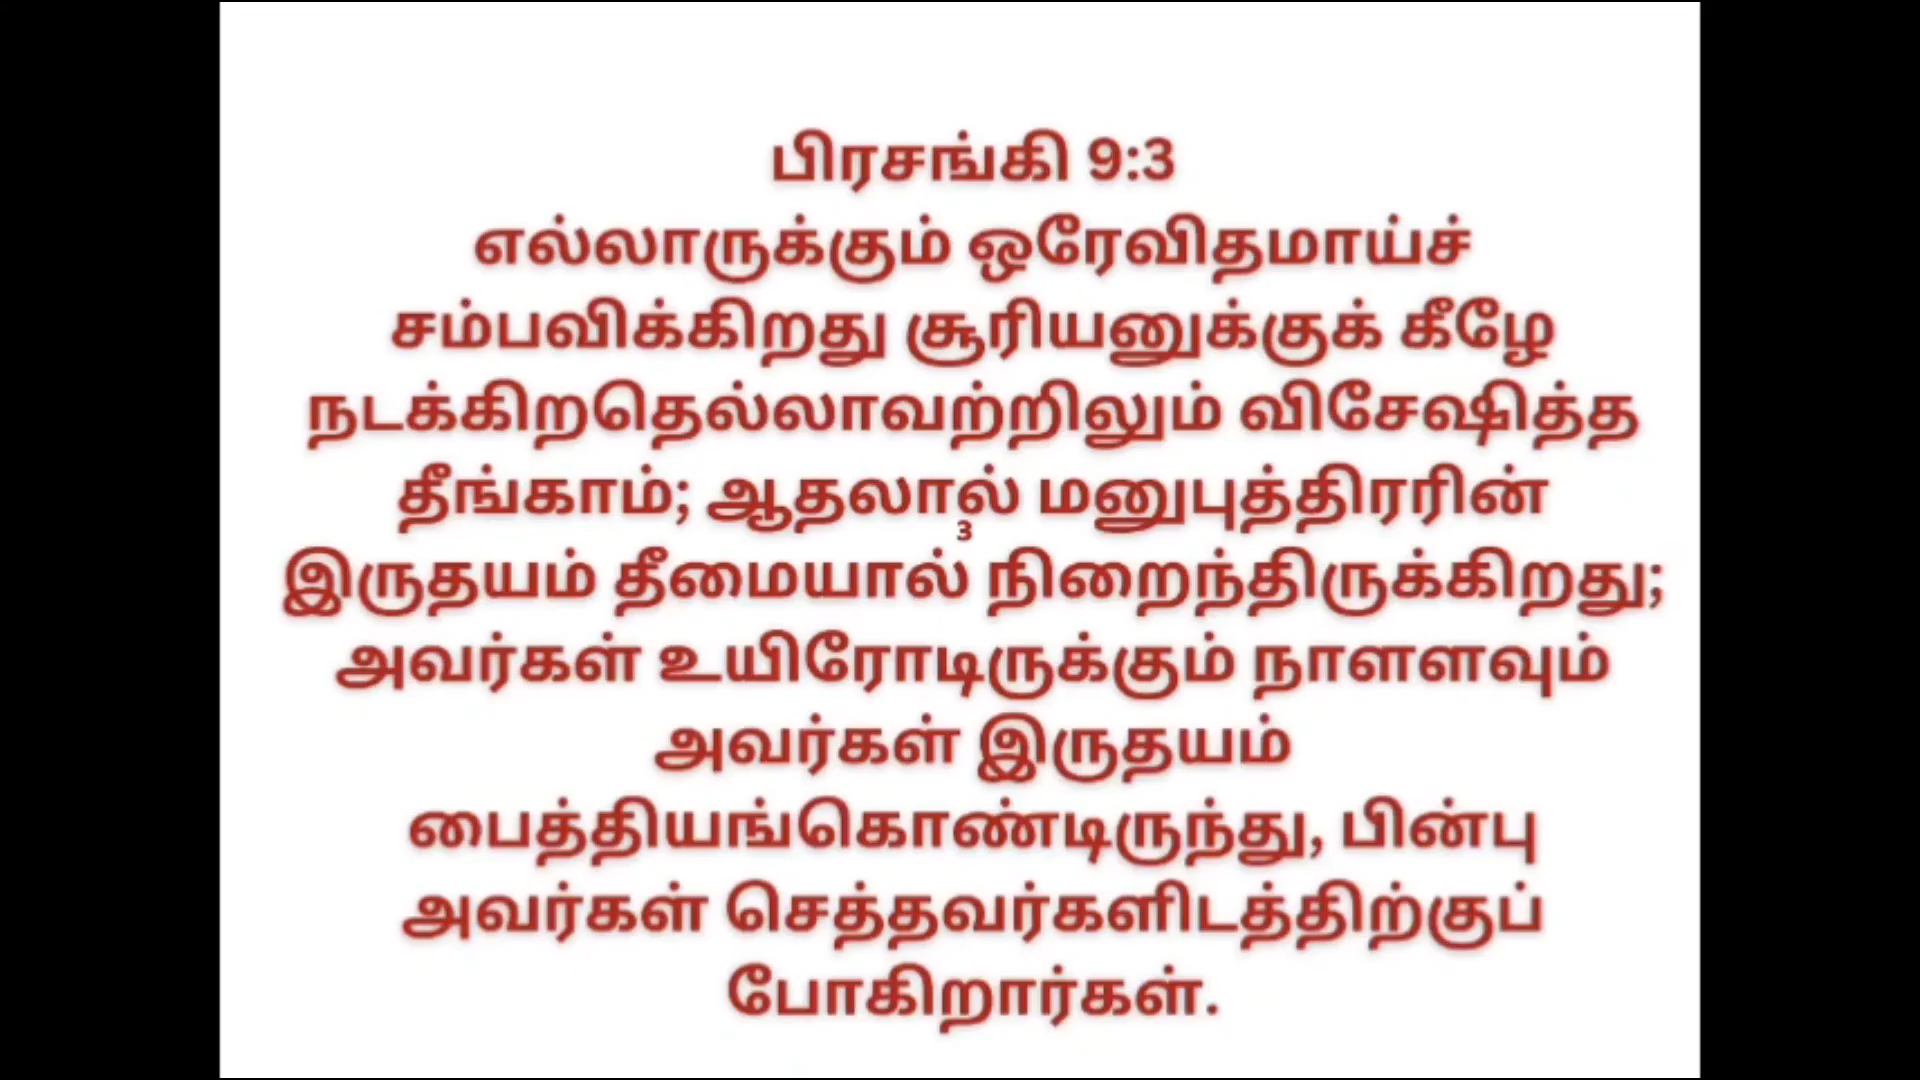 பிரசங்கி 9:3
எல்லாருக்கும் ஒரேவிதமாய்ச்
சம்பவிக்கிறது சூரியனுக்குக் கீழே
நடக்கிறதெல்லாவற்றிலும் விசேஷித்த
தீங்காம்; ஆதலால் மனுபுத்திரரின்
3
இருதயம் தீமையால் நிறைந்திருக்கிறது;
அவர்கள் உயிரோடிருக்கும் நாளளவும்
அவர்கள் இருதயம்
பைத்தியங்கொண்டிருந்து, பின்பு
அவர்கள் செத்தவர்களிடத்திற்குப்
போகிறார்கள்.